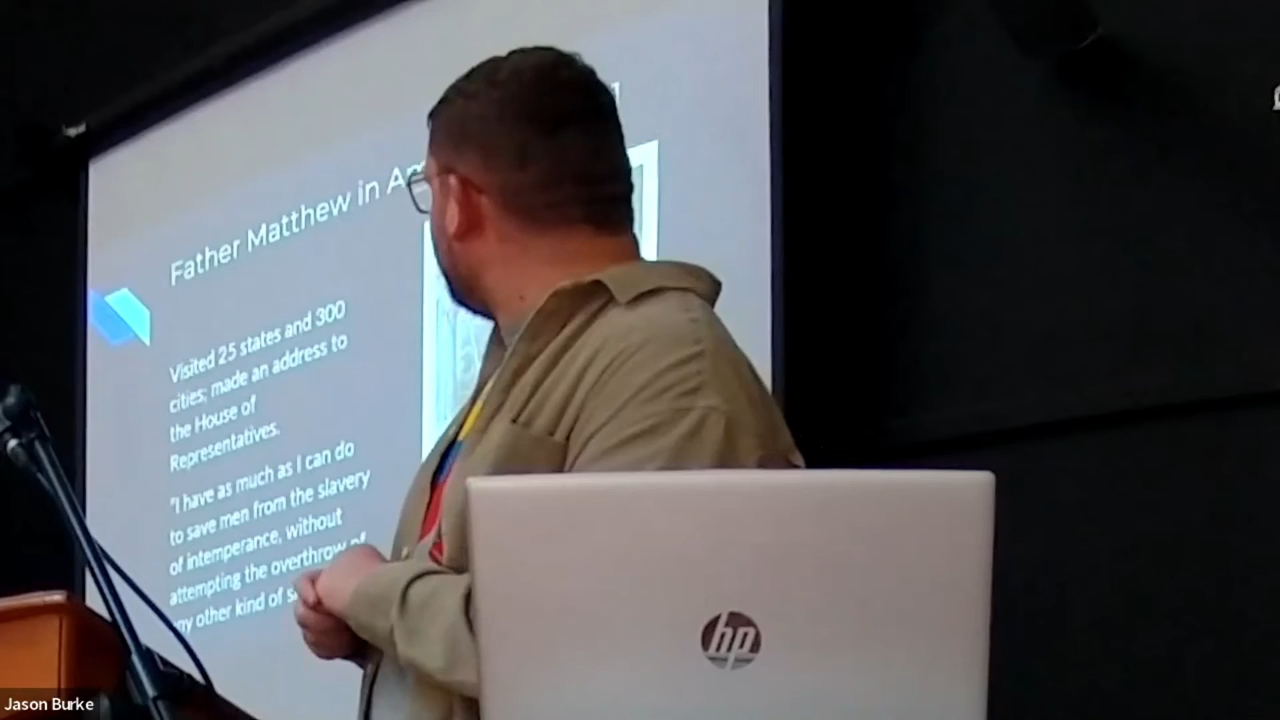 Father Matthew in
Visited 25 states and 300
cities; made an address to
the House of
Representatives.
"I have as much as I can do
to save men from the slavery
of intemperance, without
attempting the overthrow of
any other kind of
hp
Jason Burke